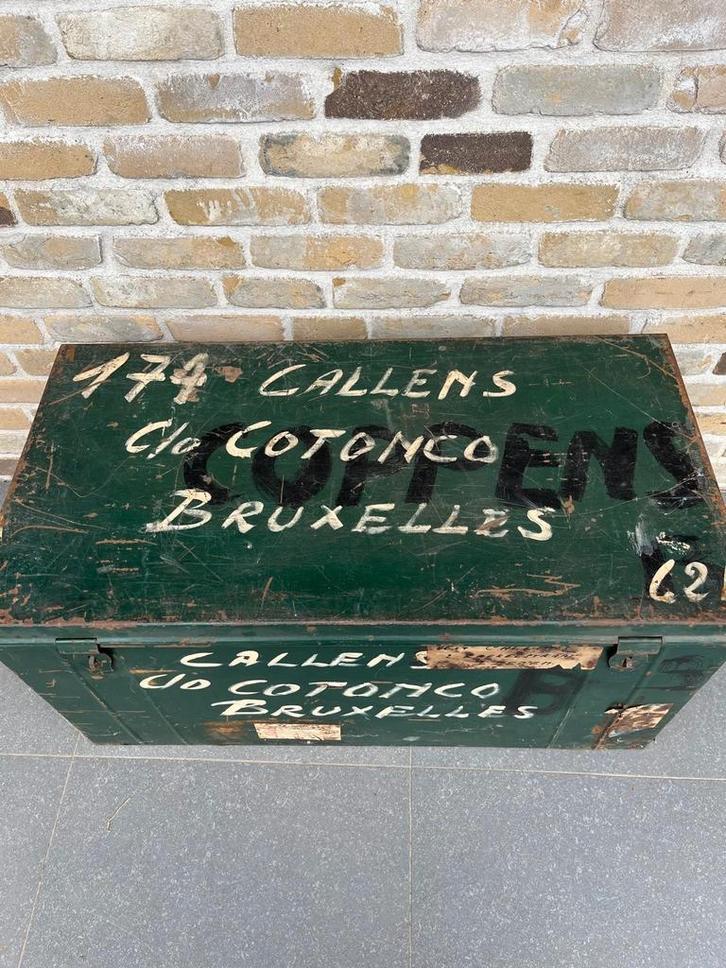 174 CALLENS
C/o COTONCO
COPPENS
BRUXELLES
62
CALLENS
C/o COTONCO
BRUXELLES